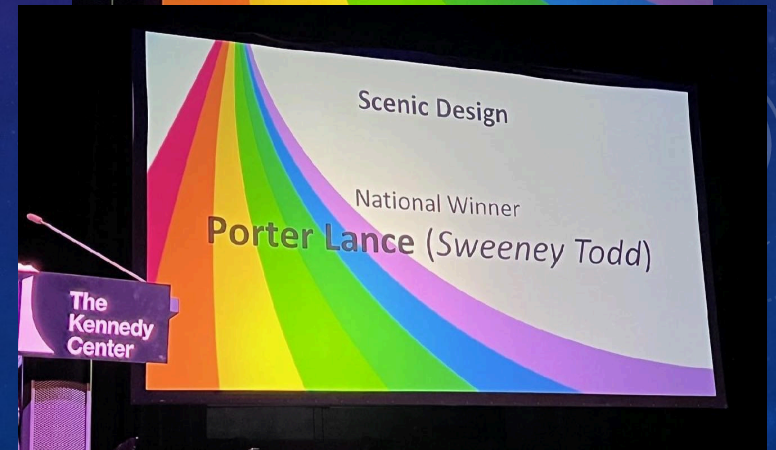 Scenic Design
National Winner
Porter Lance (Sweeney Todd)
The
Kennedy
Center